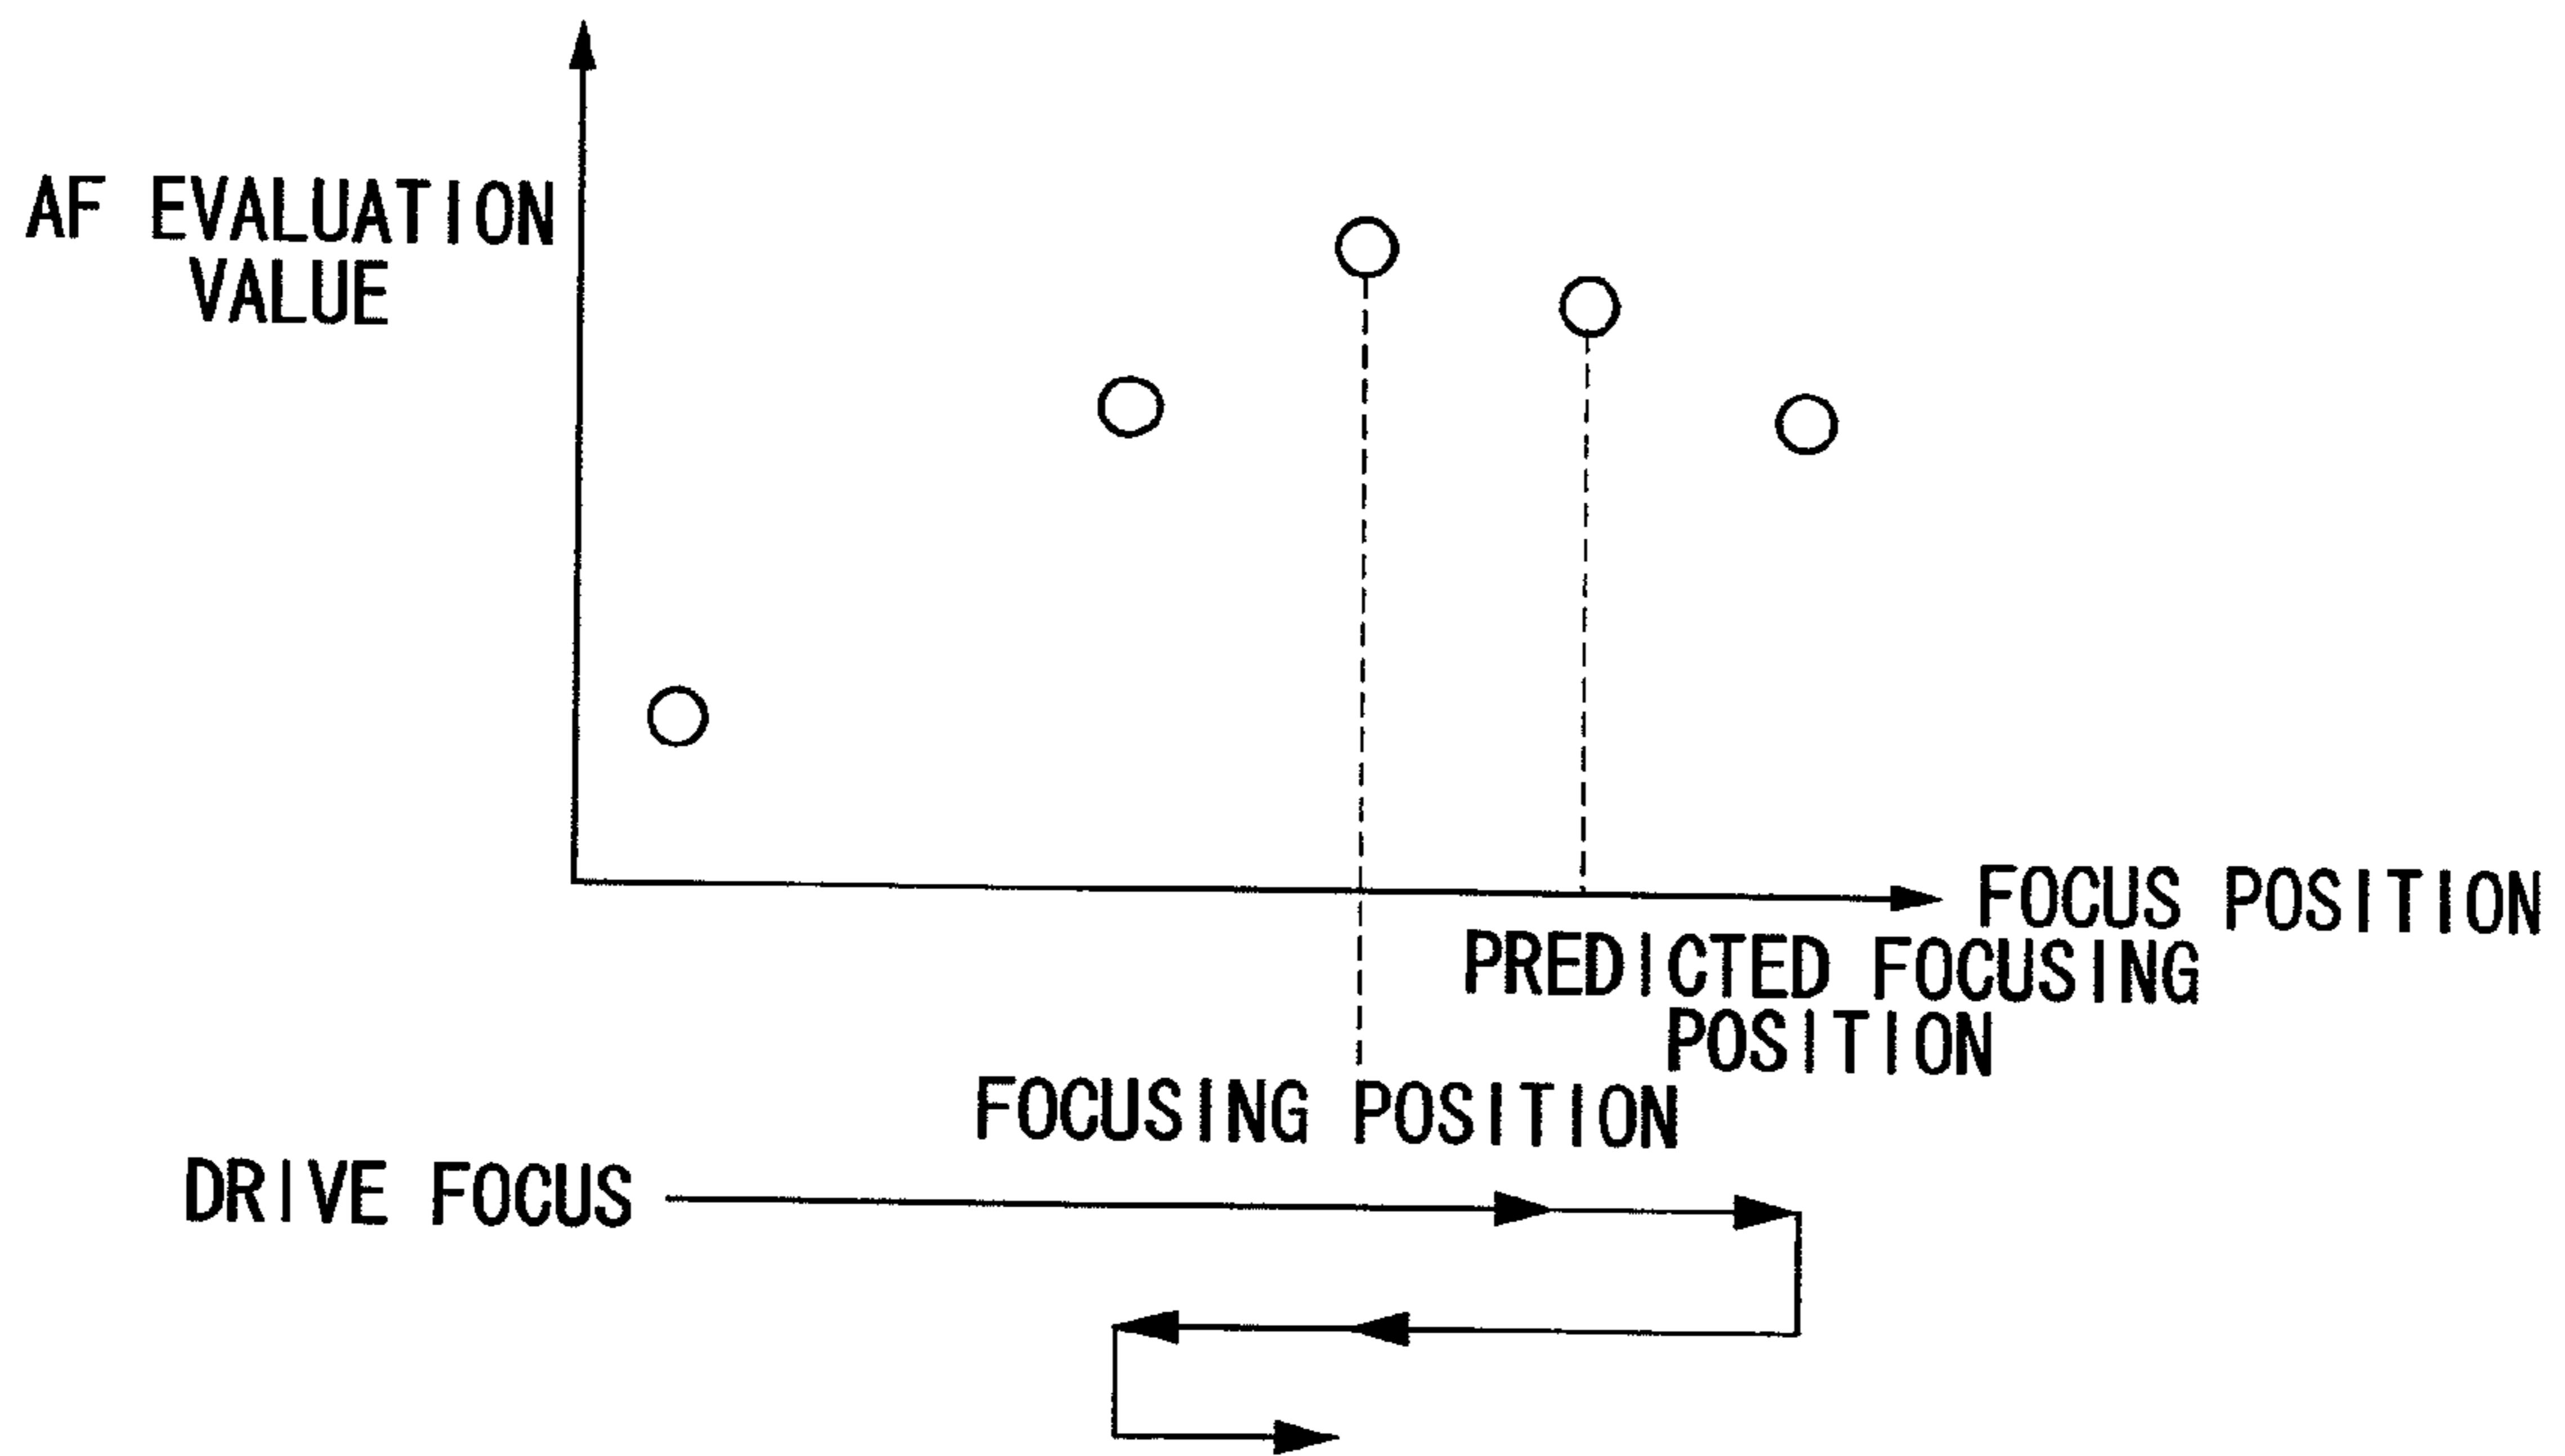 AF EVALUATION
VALUE
FOCUS POSITION
PREDICTED FOCUSING
POSITION
FOCUSING POSITION
DRIVE FOCUS